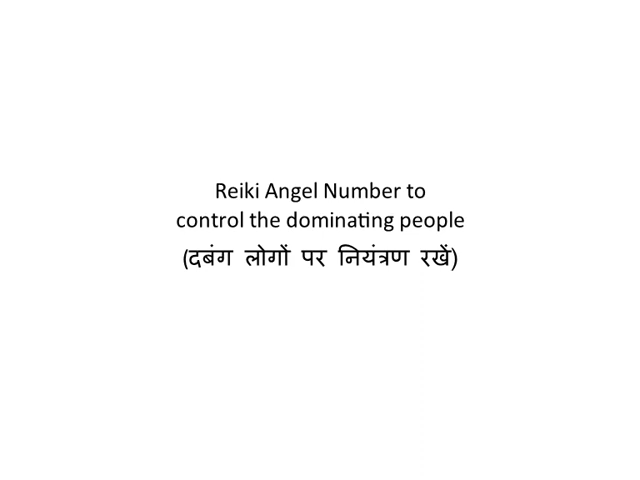 Reiki Angel Number to
control the dominating people
(दबंग लोगों पर नियंत्रण रखें)